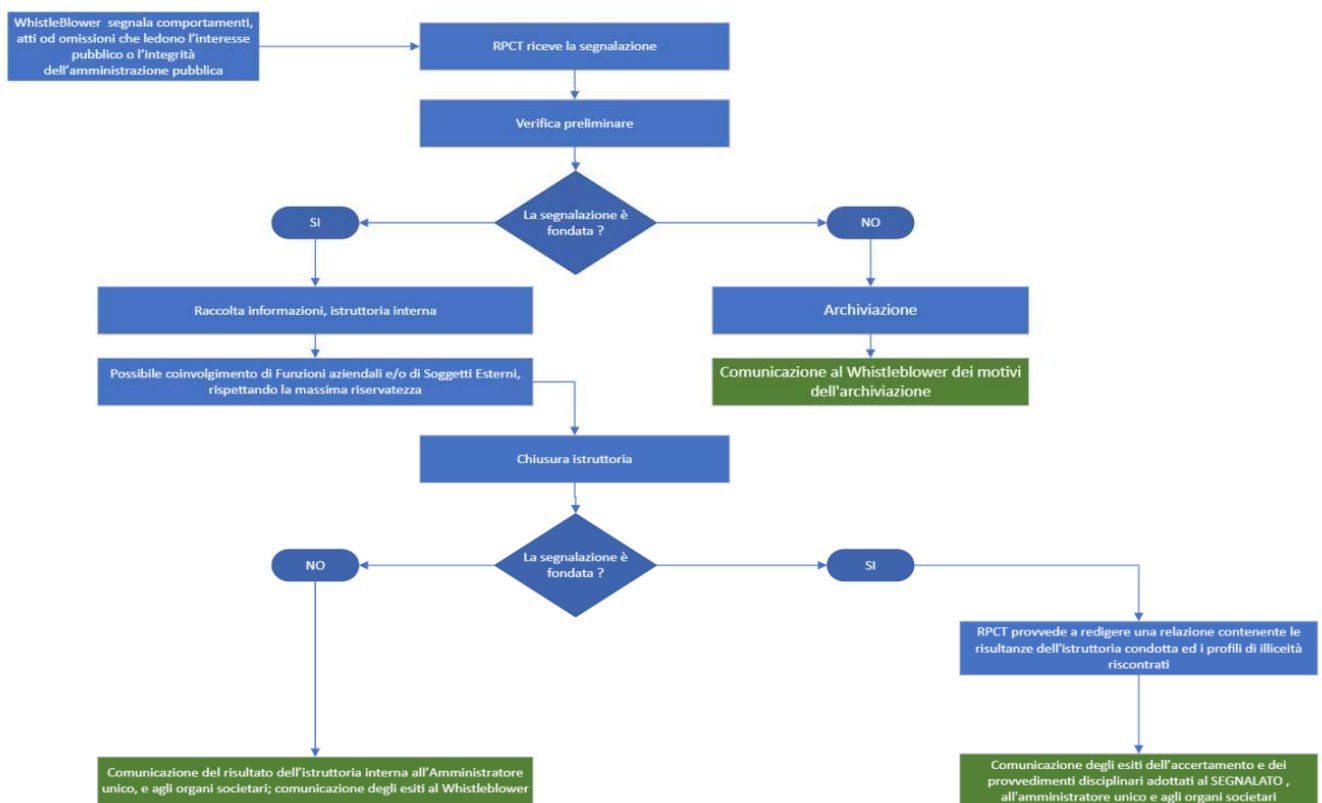 WhistleBlower segnala comportamenti,
atti od omissioni che ledono l'interesse
pubblico o l'integrità
dell'amministrazione pubblica
RPCT riceve la segnalazione
Verifica preliminare
La segnalazione è
fondata ?
SI
NO
Raccolta informazioni, istruttoria interna
Archiviazione
Possibile coinvolgimento di Funzioni aziendali e/o di Soggetti Esterni,
rispettando la massima riservatezza
Comunicazione al Whistleblower dei motivi
dell'archiviazione
Chiusura istruttoria
La segnalazione è
fondata ?
NO
SI
RPCT provvede a redigere una relazione contenente le
risultanze dell'istruttoria condotta ed i profili di illiceità
riscontrati
Comunicazione del risultato dell'istruttoria interna all'Amministratore
unico, e agli organi societari; comunicazione degli esiti al Whistleblower
Comunicazione degli esiti dell'accertamento e dei
provvedimenti disciplinari adottati al SEGNALATO ,
all'amministratore unico e agli organi societari